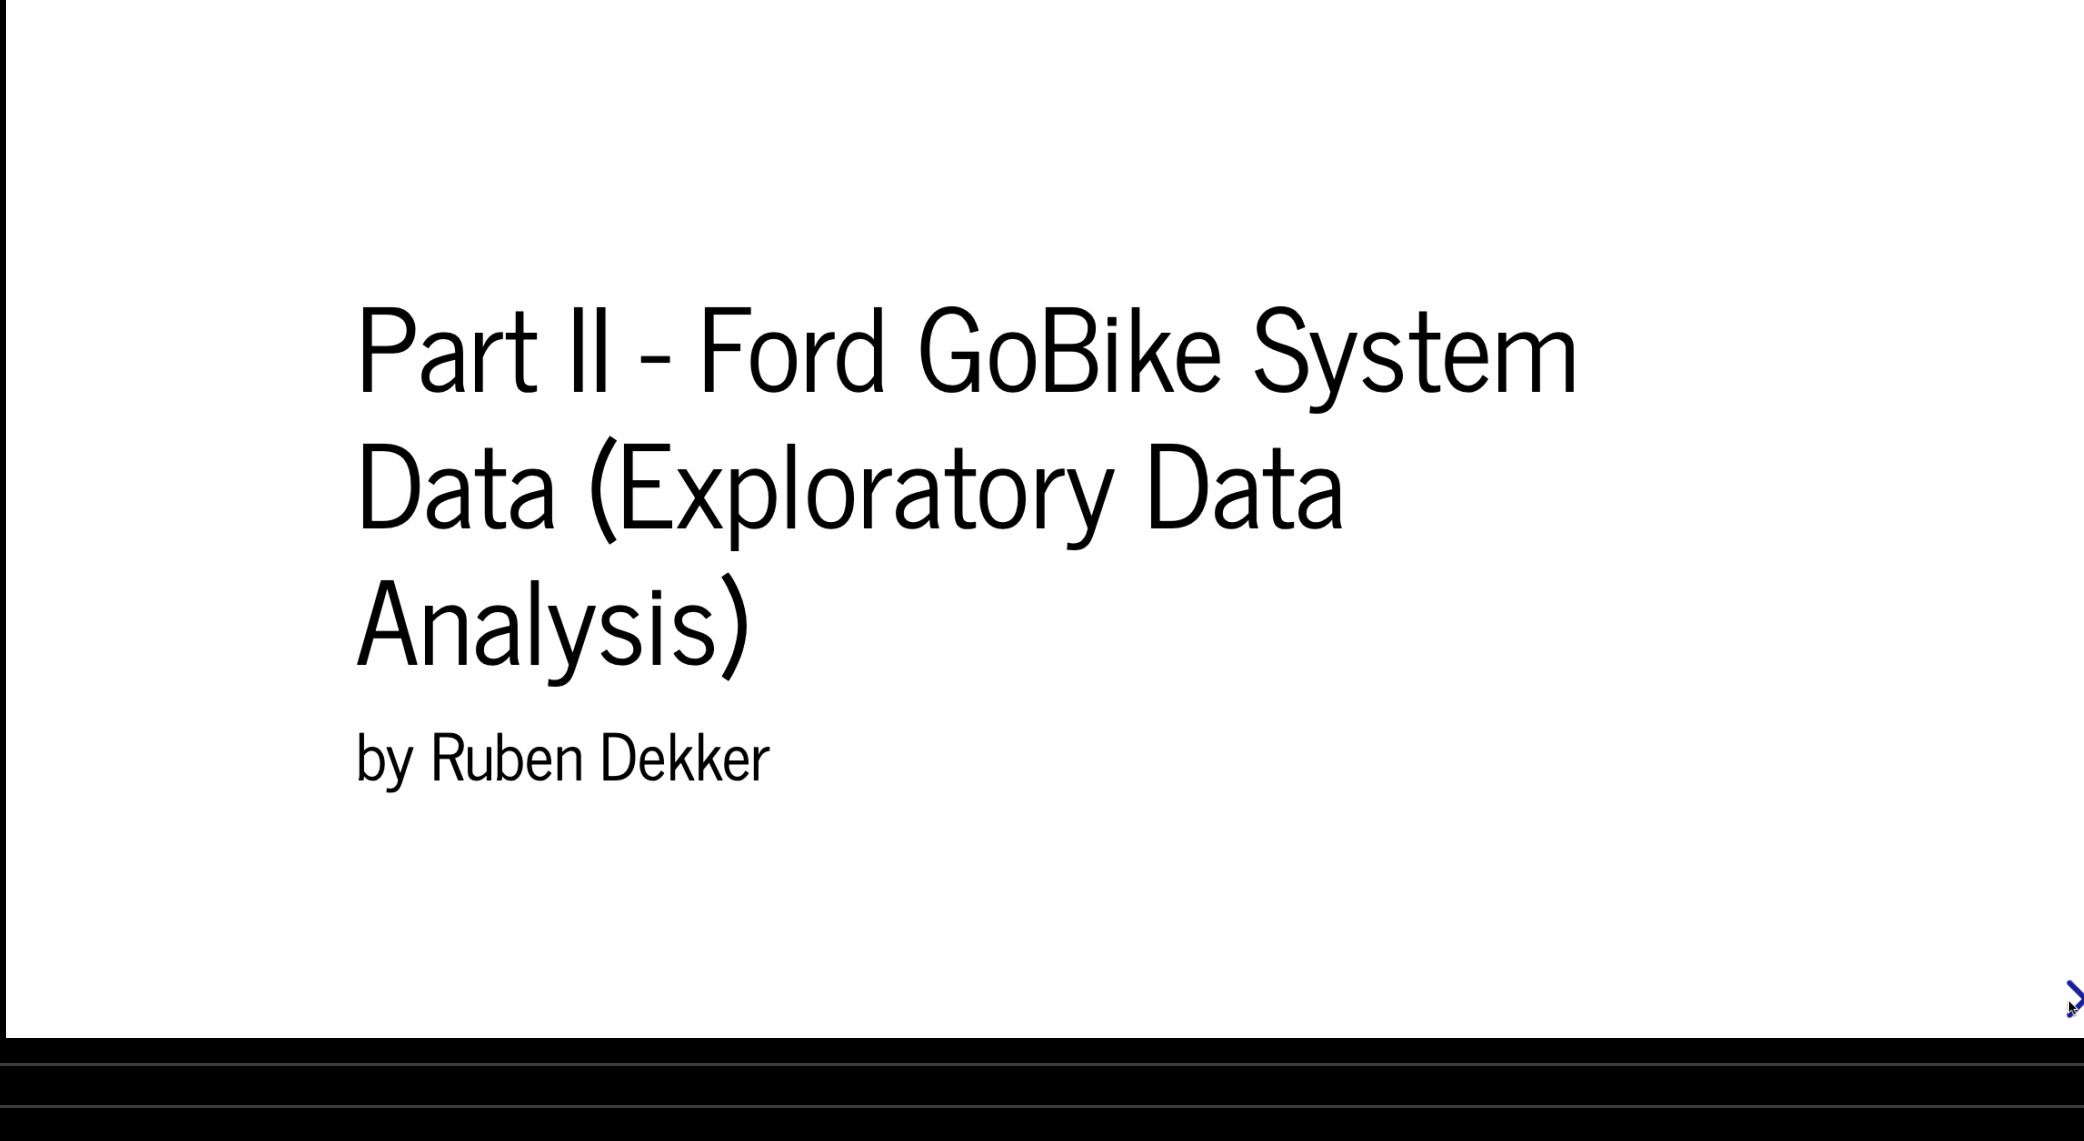 Part II - Ford GoBike System
Data (Exploratory Data
Analysis)
by Ruben Dekker